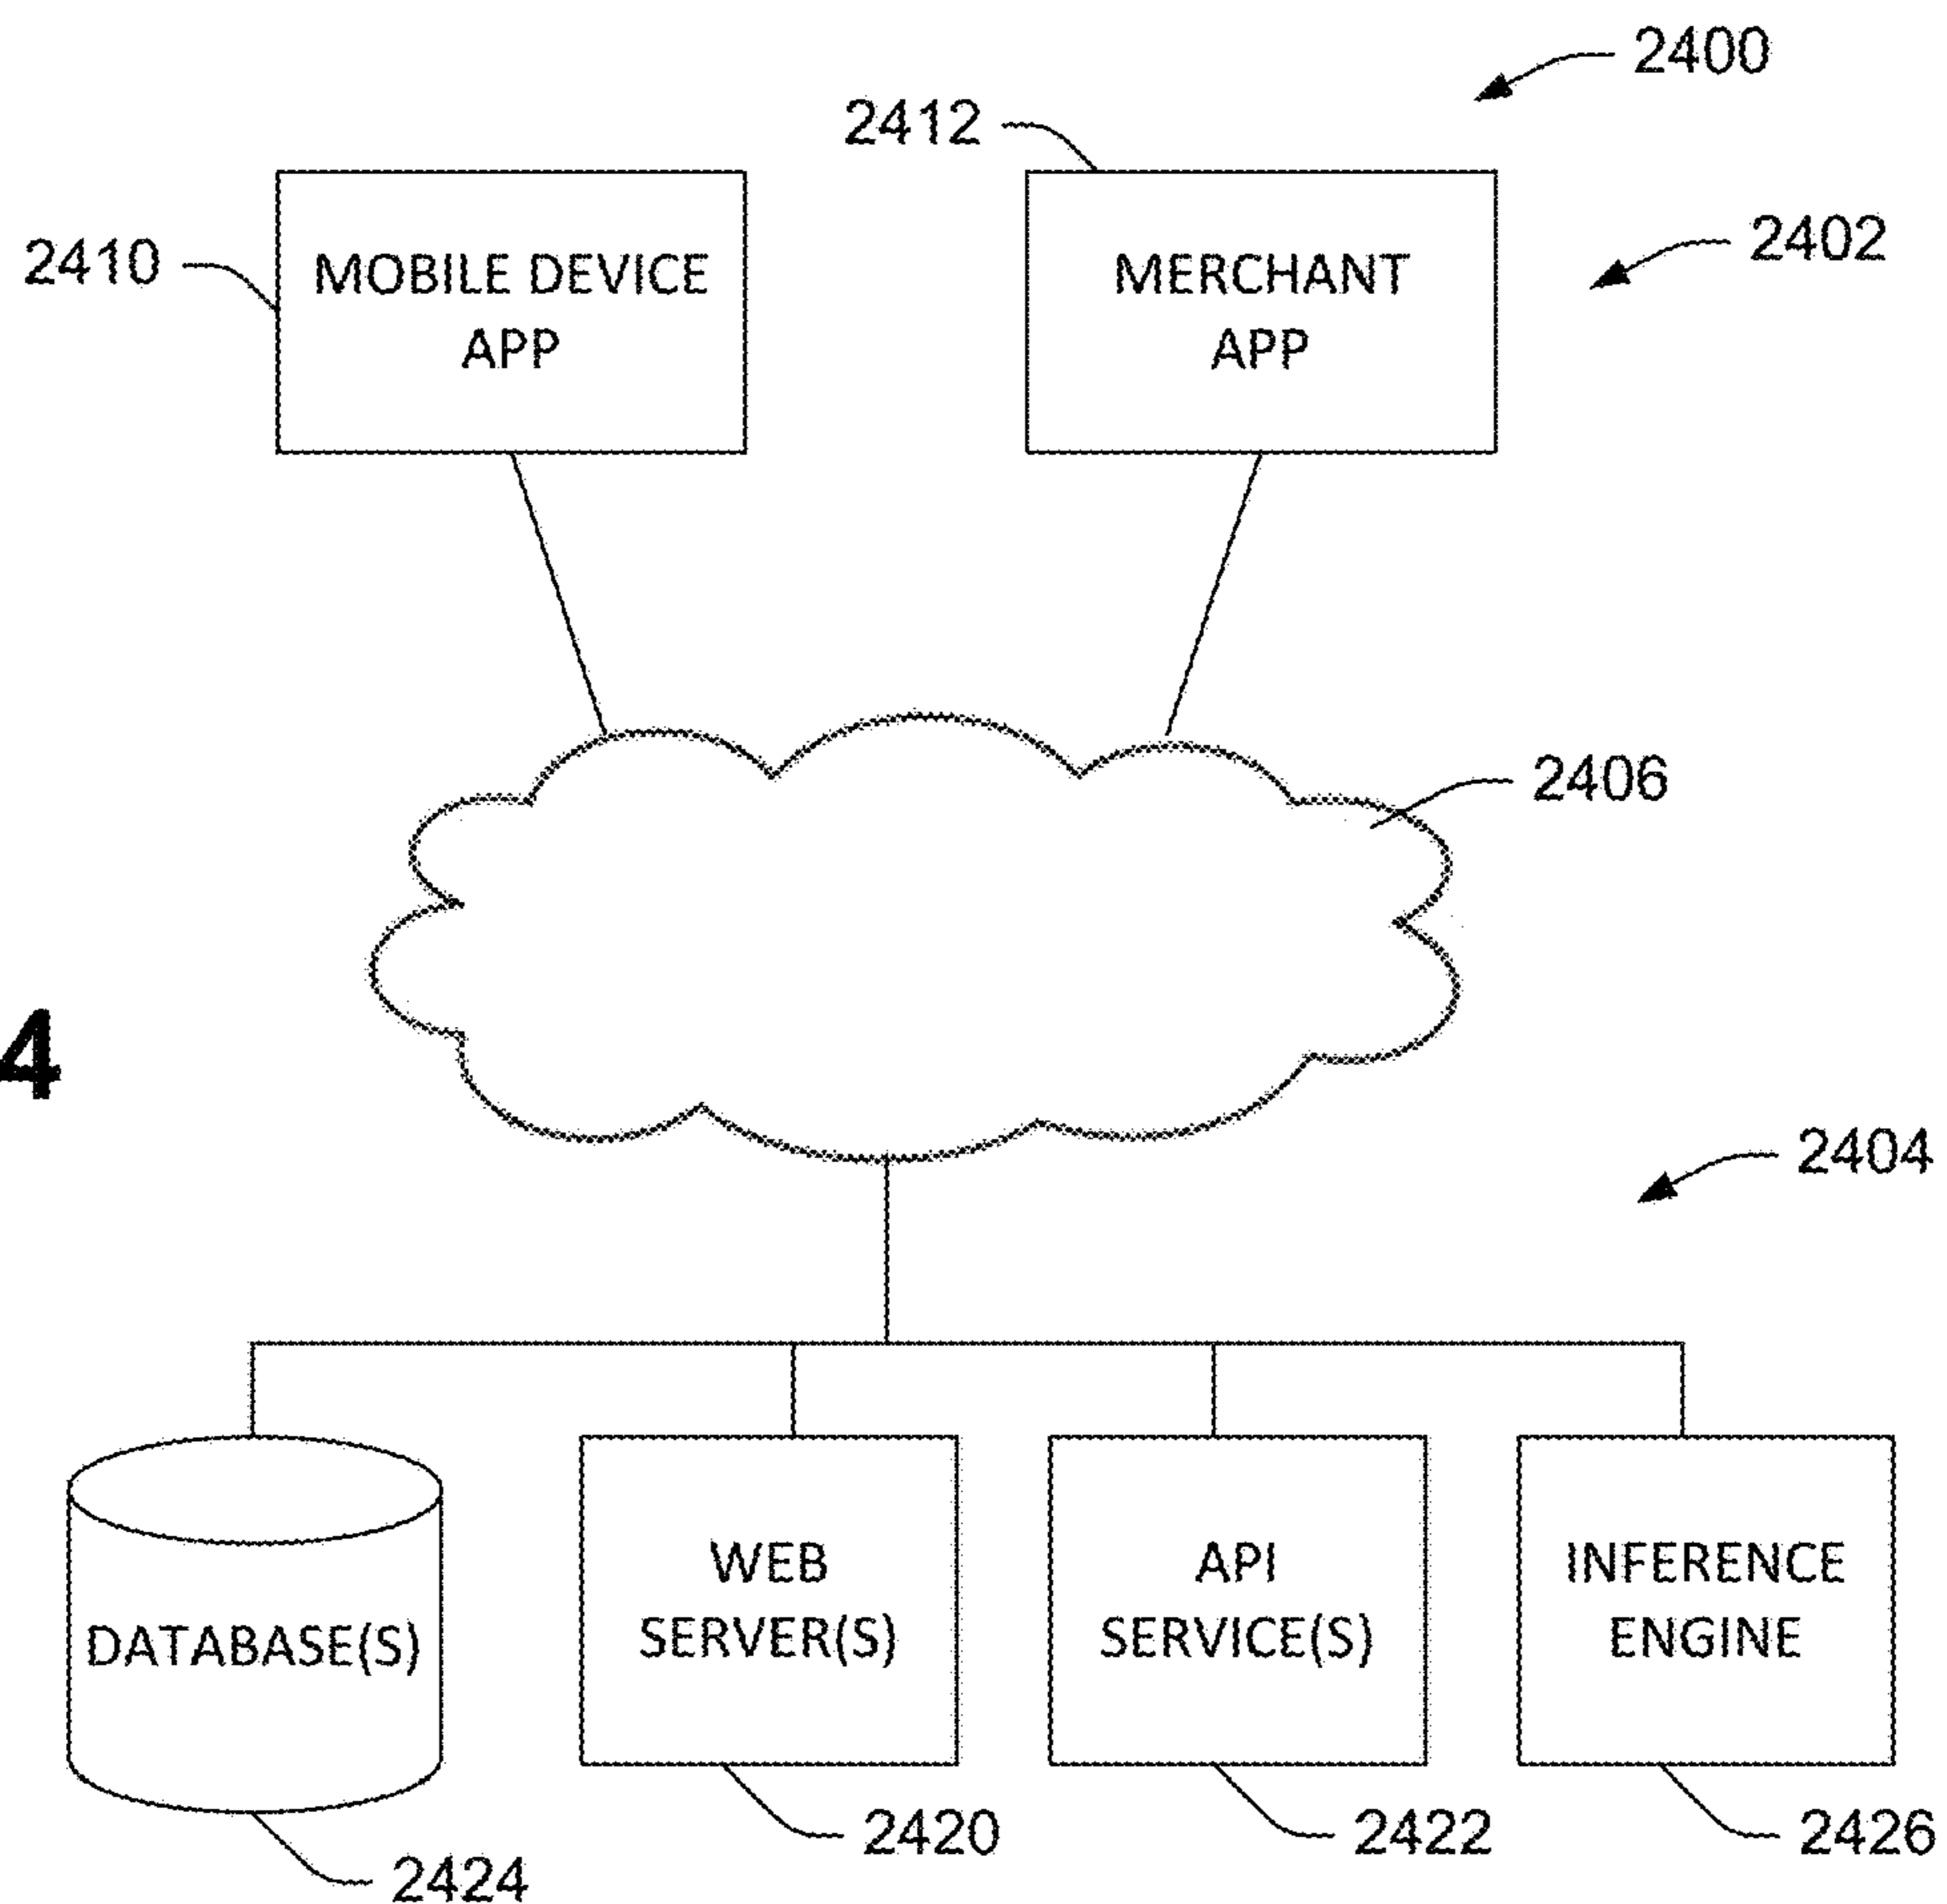 2400
2412
2402
2410
MOBILE DEVICE
APP
MERCHANT
APP
2406
4
2404
DATABASE(S)
WEB
SERVER(S)
API
SERVICE(S)
INFERENCE
ENGINE
2420
2422
2426
2424